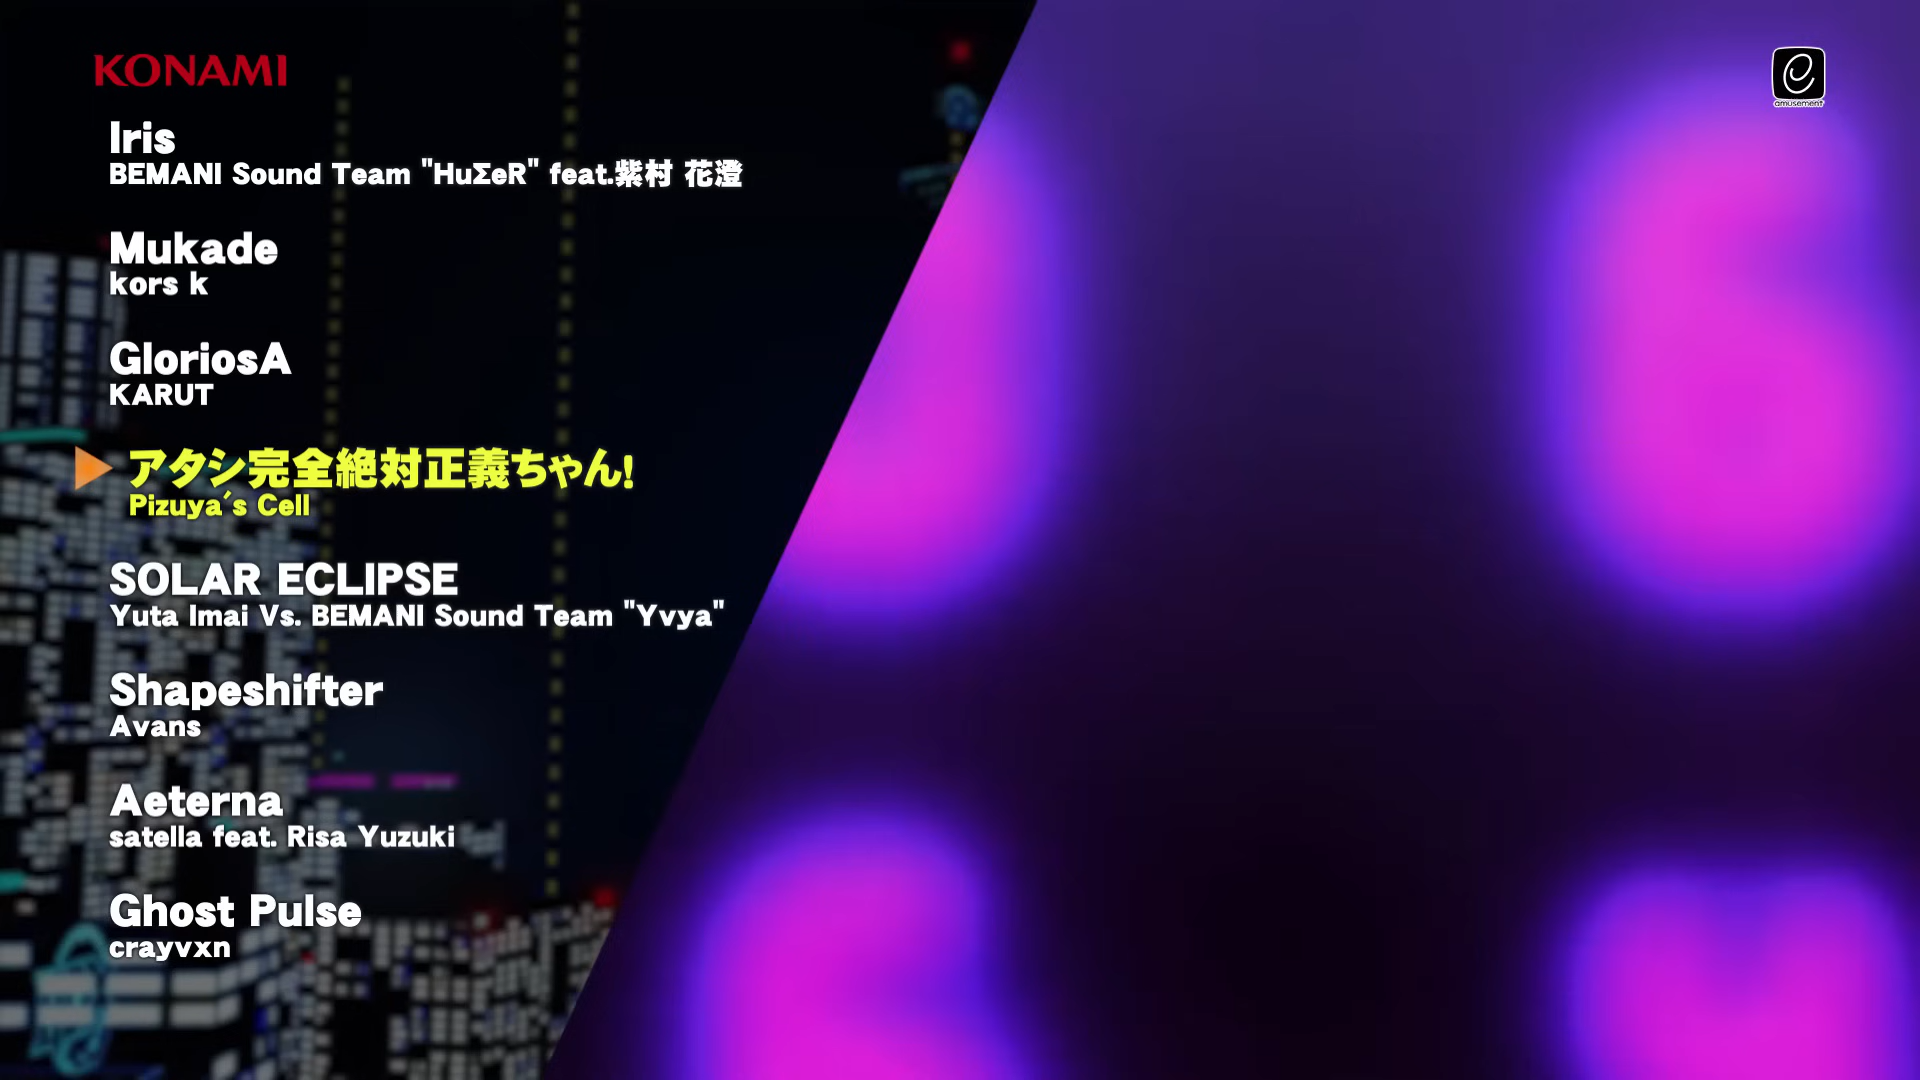 KONAMI
amusement
Iris
BEMANI Sound Team "HuΣeR" feat.紫村 花澄
Mukade
kors k
GloriosA
KARUT
アタシ完全絶対正義ちゃん!
Pizuya's Cell
SOLAR ECLIPSE
Yuta Imai Vs. BEMANI Sound Team "Yvya"
Shapeshifter
Avans
Aeterna
satella feat. Risa Yuzuki
Ghost Pulse
crayvxn